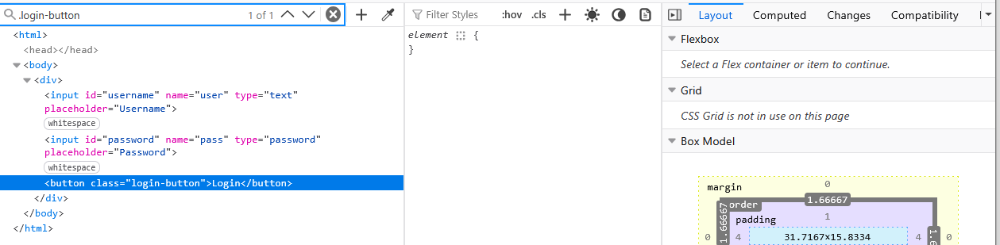 .login-button 1 of 1
<html>
<head></head>
<body>
<div>
<input id="username" name="user" type="text"
placeholder="Username">
whitespace
<input id="password" name="pass" type="password"
placeholder="Password">
whitespace
<button class="login-button">Login</button>
</div>
</body>
</html>
Filter Styles :hov .cls
element {
}
Layout Computed Changes Compatibility
Flexbox
Select a Flex container or item to continue.
Grid
CSS Grid is not in use on this page
Box Model
margin 0
order 1.66667
1.66667
padding 1
0 4 31.7167×15.8334 4 0